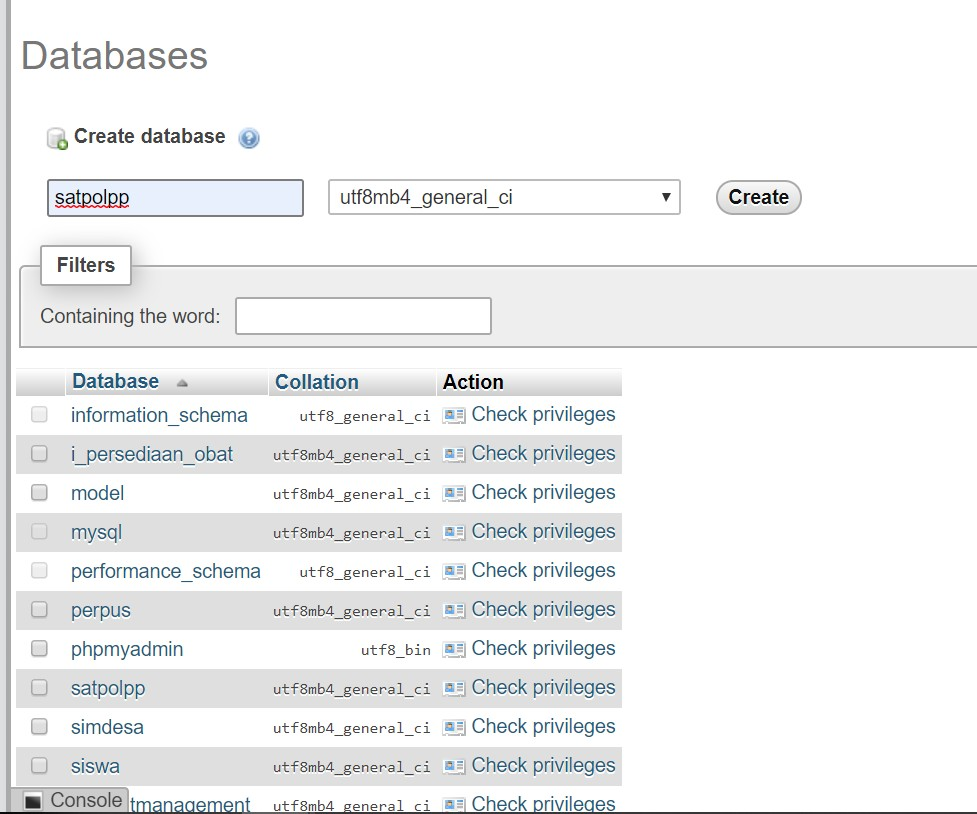 Databases
Create database
satpolpp utf8mb4_general_ci Create
Filters
Containing the word:
Database Collation Action
information_schema utf8_general_ci Check privileges
i_persediaan_obat utf8mb4_general_ci Check privileges
model utf8mb4_general_ci Check privileges
mysql utf8mb4_general_ci Check privileges
performance_schema utf8_general_ci Check privileges
perpus utf8mb4_general_ci Check privileges
phpmyadmin utf8_bin Check privileges
satpolpp utf8mb4_general_ci Check privileges
simdesa utf8mb4_general_ci Check privileges
siswa utf8mb4_general_ci Check privileges
Console tmanagement utf8mb4_general_ci Check privileges